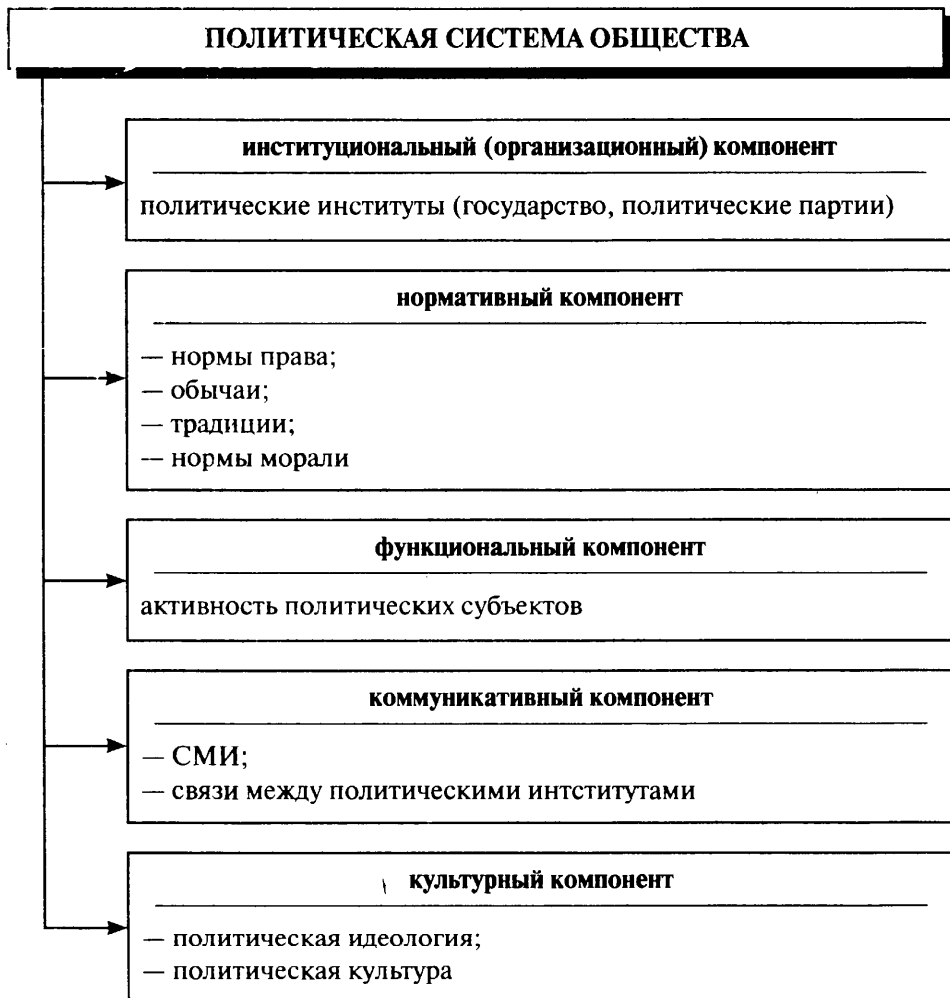 ПОЛИТИЧЕСКАЯ СИСТЕМА ОБЩЕСТВА
институциональный (организационный) компонент
политические институты (государство, политические партии)
нормативный компонент
— нормы права;
— обычаи;
— традиции;
— нормы морали
функциональный компонент
активность политических субъектов
коммуникативный компонент
— СМИ;
— связи между политическими интститутами
культурный компонент
— политическая идеология;
— политическая культура